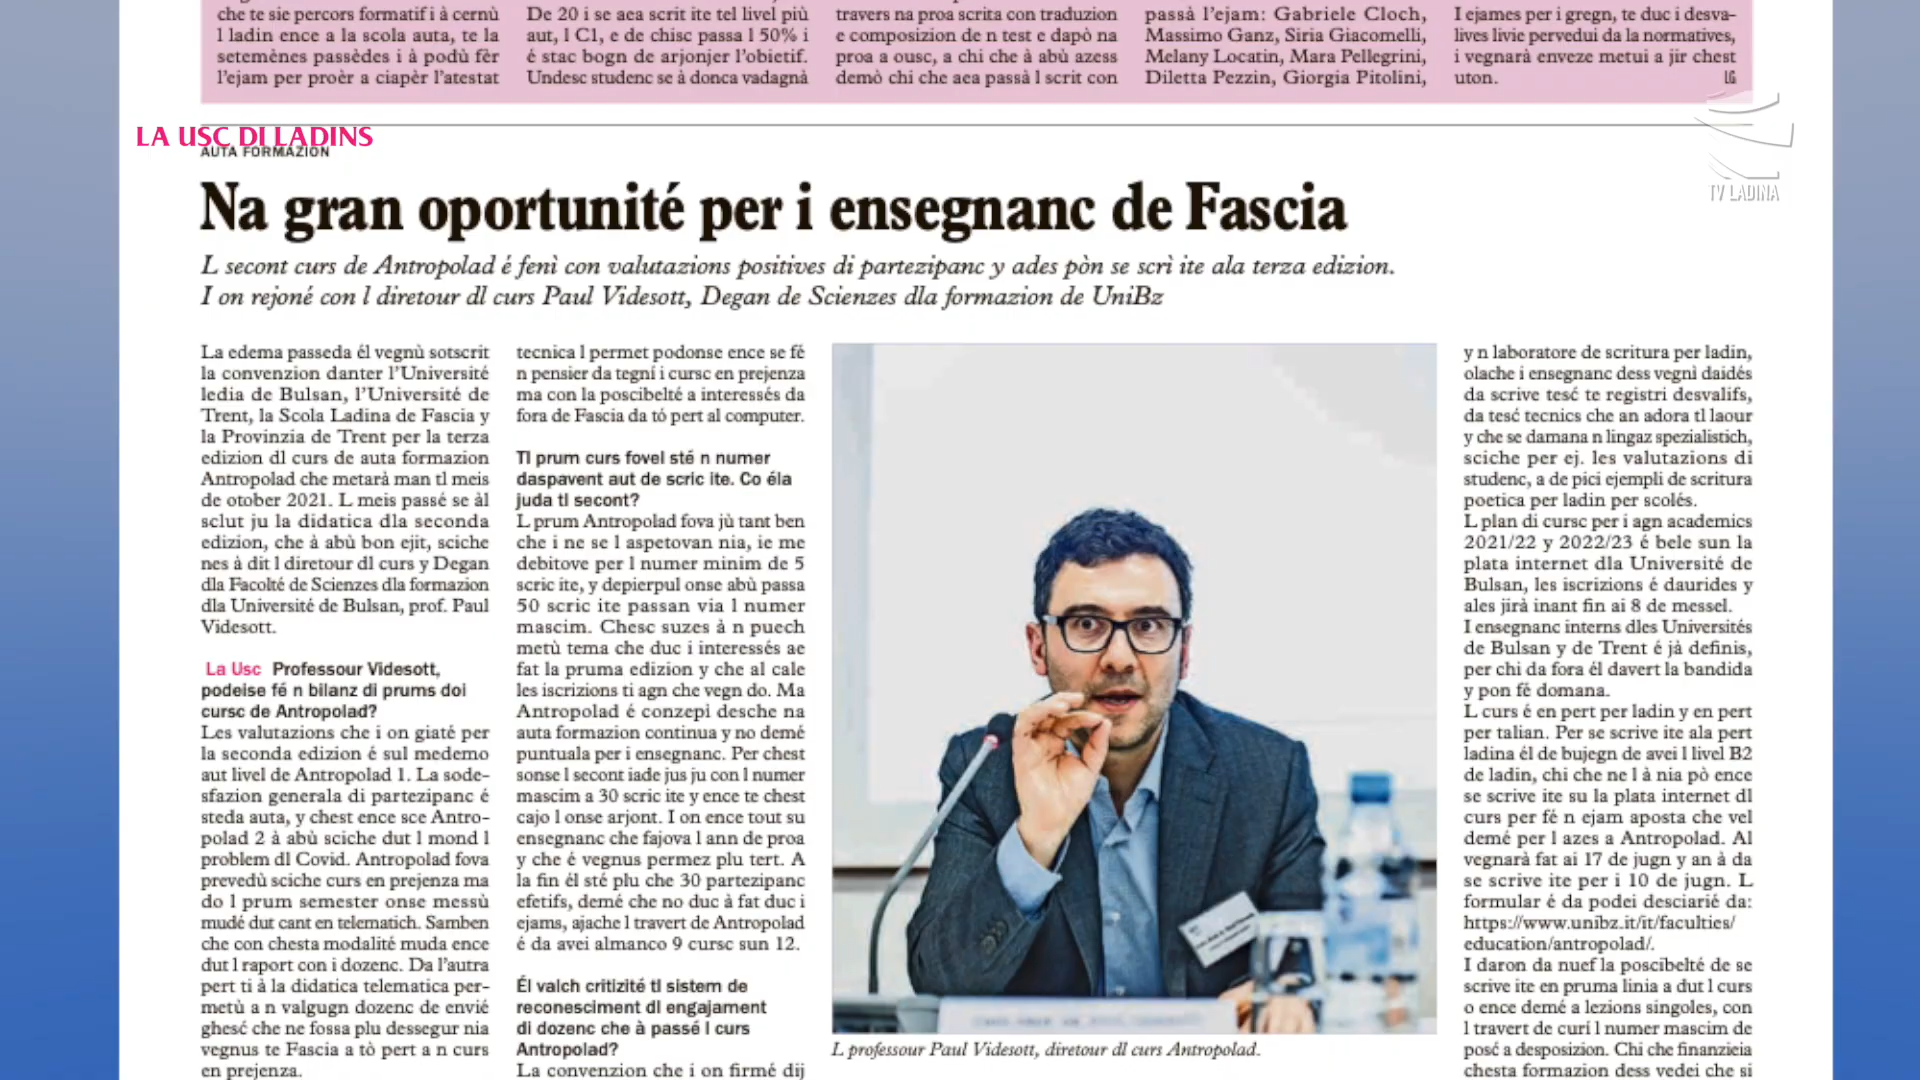 che te sie percors formatif i à cernù
l ladin ence a la scola auta, te la
setemènes passèdes i à podù fèr
l'ejam per proèr a ciapèr l'atestat
De 20 i se aea scrit ite tel livel più
aut, l C1, e de chisc passa l 50% i
é stac bogn de arjonjer l'obietif.
Undesc studenc se à donca vadagnà
travers na proa scrita con traduzion
e composizion de n test e dapò na
proa a ousc, a chi che à abù azess
demò chi che aea passà l scrit con
passà l'ejam: Gabriele Cloch,
Massimo Ganz, Siria Giacomelli,
Melany Locatin, Mara Pellegrini,
Diletta Pezzin, Giorgia Pitolini,
I ejames per i gregn, te duc i desva-
lives livie pervedui da la normatives,
i vegnarà enveze metui a jir chest
uton.
LG
LA USC DI LADINS
TV LADINA
AUTA FORMAZION
Na gran oportunité per i ensegnanc de Fascia
L secont curs de Antropolad é fenì con valutazions positives di partezipanc y ades pòn se scrì ite ala terza edizion.
I on rejoné con l diretour dl curs Paul Videsott, Degan de Scienzes dla formazion de UniBz
La edema passeda él vegnù sotscrit
la convenzion danter l'Université
ledia de Bulsan, l'Université de
Trent, la Scola Ladina de Fascia y
la Provinzia de Trent per la terza
edizion dl curs de auta formazion
Antropolad che metarà man tl meis
de otober 2021. L meis passé se àl
sclut ju la didatica dla seconda
edizion, che à abù bon ejit, sciche
nes à dit l diretour dl curs y Degan
dla Facolté de Scienzes dla formazion
dla Université de Bulsan, prof. Paul
Videsott.
La Usc Professour Videsott,
podeise fé n bilanz di prums doi
cursc de Antropolad?
Les valutazions che i on giaté per
la seconda edizion é sul medemo
aut livel de Antropolad 1. La sode-
sfazion generala di partezipanc é
steda auta, y chest ence sce Antro-
polad 2 à abù sciche dut l mond l
problem dl Covid. Antropolad fova
prevedù sciche curs en prejenza ma
do l prum semester onse messù
mudé dut cant en telematich. Samben
che con chesta modalité muda ence
dut l raport con i dozenc. Da l'autra
pert ti à la didatica telematica per-
metù a n valgugn dozenc de envié
ghesć che ne fossa plu dessegur nia
vegnus te Fascia a tò pert a n curs
en prejenza.
tecnica l permet podonse ence se fé
n pensier da tegnì i cursc en prejenza
ma con la poscibelté a interessés da
fora de Fascia da tó pert al computer.
Tl prum curs fovel sté n numer
daspavent aut de scric ite. Co éla
juda tl secont?
L prum Antropolad fova jù tant ben
che i ne se l aspetovan nia, ie me
debitove per l numer minim de 5
scric ite, y depierpul onse abù passa
50 scric ite passan via l numer
mascim. Chesc suzes à n puech
metù tema che duc i interessés ae
fat la pruma edizion y che al cale
les iscrizions ti agn che vegn do. Ma
Antropolad é conzepì desche na
auta formazion continua y no demé
puntuala per i ensegnanc. Per chest
sonse l secont iade jus ju con l numer
mascim a 30 scric ite y ence te chest
cajo l onse arjont. I on ence tout su
ensegnanc che fajova l ann de proa
y che é vegnus permez plu tert. A
la fin él sté plu che 30 partezipanc
efetifs, demé che no duc à fat duc i
ejams, ajache l travert de Antropolad
é da avei almanco 9 cursc sun 12.
Él valch critizité tl sistem de
reconesciment dl engajament
di dozenc che à passé l curs
Antropolad?
La convenzion che i on firmé dij
L professour Paul Videsott, diretour dl curs Antropolad.
y n laboratore de scritura per ladin,
olache i ensegnanc dess vegnì daidés
da scrive tesć te registri desvalifs,
da tesć tecnics che an adora tl laour
y che se damana n lingaz spezialistich,
sciche per ej. les valutazions di
studenc, a de pici ejempli de scritura
poetica per ladin per scolés.
L plan di cursc per i agn academics
2021/22 y 2022/23 é bele sun la
plata internet dla Université de
Bulsan, les iscrizions é daurides y
ales jirà inant fin ai 8 de messel.
I ensegnanc interns dles Universités
de Bulsan y de Trent é jà definis,
per chi da fora él davert la bandida
y pon fé domana.
L curs é en pert per ladin y en pert
per talian. Per se scrive ite ala pert
ladina él de bujegn de avei l livel B2
de ladin, chi che ne l à nia pò ence
se scrive ite su la plata internet dl
curs per fé n ejam aposta che vel
demé per l azes a Antropolad. Al
vegnarà fat ai 17 de jugn y an à da
se scrive ite per i 10 de jugn. L
formular é da podei desciarié da:
https://www.unibz.it/it/faculties/
education/antropolad/.
I daron da nuef la poscibelté de se
scrive ite en pruma linia a dut l curs
o ence demé a lezions singoles, con
l travert de curì l numer mascim de
posć a desposizion. Chi che finanzieia
chesta formazion dess vedei che si